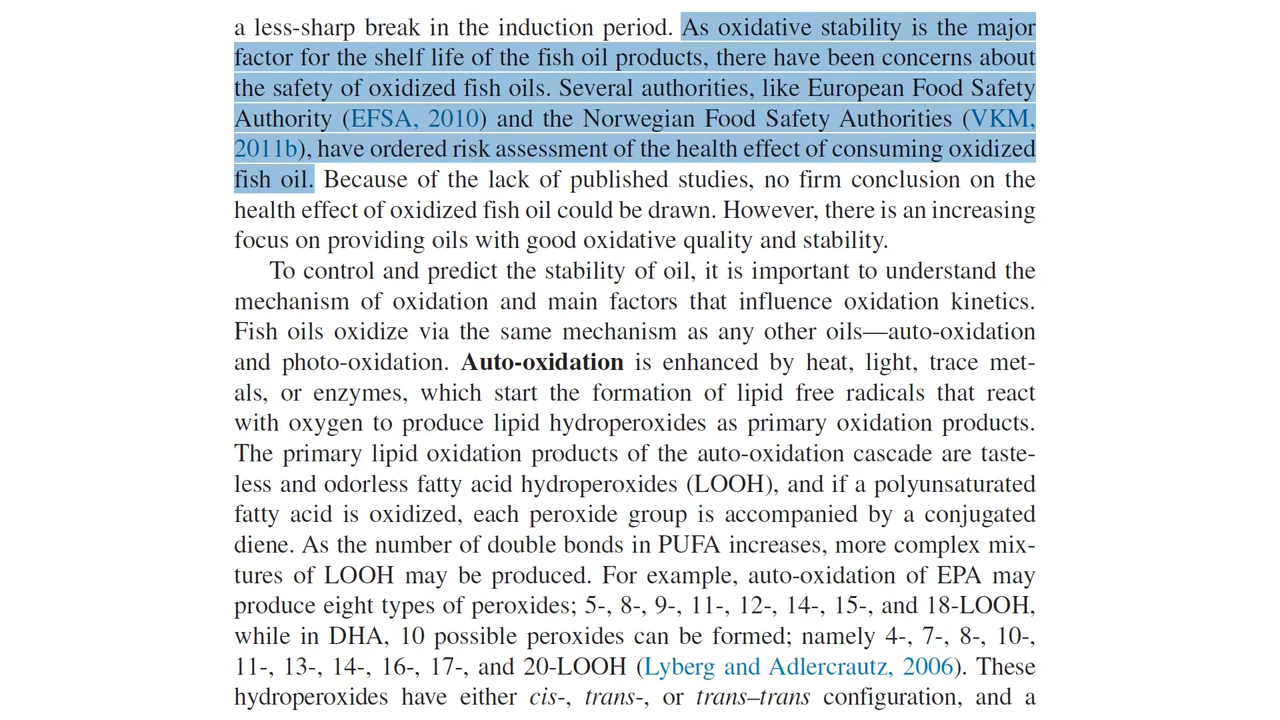 a less-sharp break in the induction period. As oxidative stability is the major
factor for the shelf life of the fish oil products, there have been concerns about
the safety of oxidized fish oils. Several authorities, like European Food Safety
Authority (EFSA, 2010) and the Norwegian Food Safety Authorities (VKM,
2011b), have ordered risk assessment of the health effect of consuming oxidized
fish oil. Because of the lack of published studies, no firm conclusion on the
health effect of oxidized fish oil could be drawn. However, there is an increasing
focus on providing oils with good oxidative quality and stability.
To control and predict the stability of oil, it is important to understand the
mechanism of oxidation and main factors that influence oxidation kinetics.
Fish oils oxidize via the same mechanism as any other oils—auto-oxidation
and photo-oxidation. Auto-oxidation is enhanced by heat, light, trace met-
als, or enzymes, which start the formation of lipid free radicals that react
with oxygen to produce lipid hydroperoxides as primary oxidation products.
The primary lipid oxidation products of the auto-oxidation cascade are taste-
less and odorless fatty acid hydroperoxides (LOOH), and if a polyunsaturated
fatty acid is oxidized, each peroxide group is accompanied by a conjugated
diene. As the number of double bonds in PUFA increases, more complex mix-
tures of LOOH may be produced. For example, auto-oxidation of EPA may
produce eight types of peroxides; 5-, 8-, 9-, 11-, 12-, 14-, 15-, and 18-LOOH,
while in DHA, 10 possible peroxides can be formed; namely 4-, 7-, 8-, 10-,
11-, 13-, 14-, 16-, 17-, and 20-LOOH (Lyberg and Adlercrautz, 2006). These
hydroperoxides have either cis-, trans-, or trans–trans configuration, and a